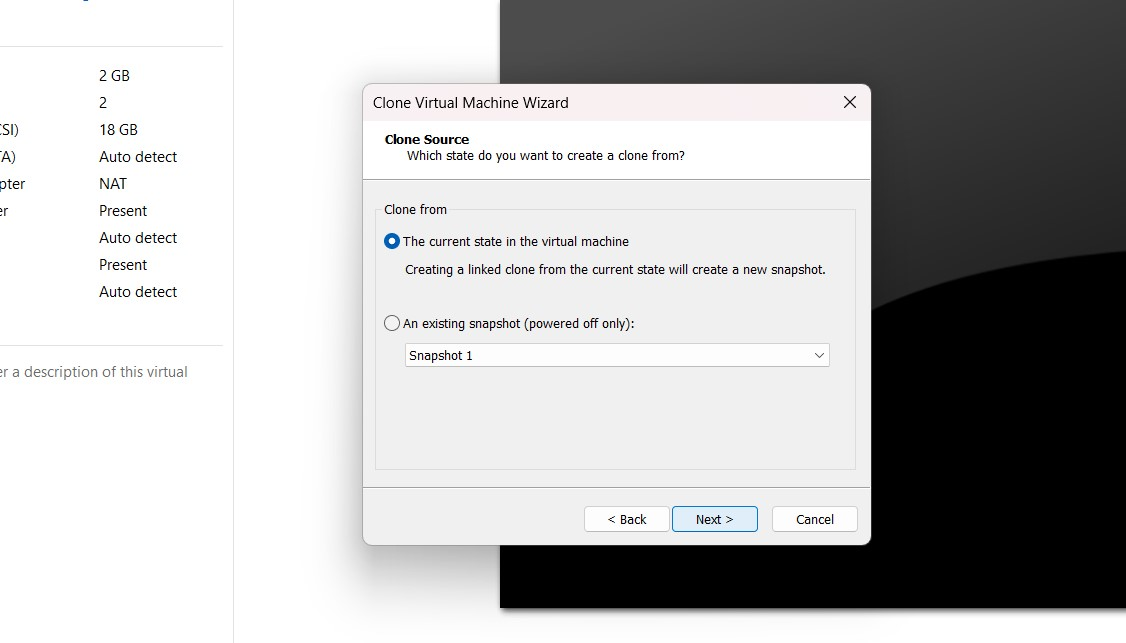 2 GB
2
SI) 18 GB
A) Auto detect
pter NAT
er Present
Auto detect
Present
Auto detect
er a description of this virtual
Clone Virtual Machine Wizard
Clone Source
Which state do you want to create a clone from?
Clone from
The current state in the virtual machine
Creating a linked clone from the current state will create a new snapshot.
An existing snapshot (powered off only):
Snapshot 1
< Back Next > Cancel